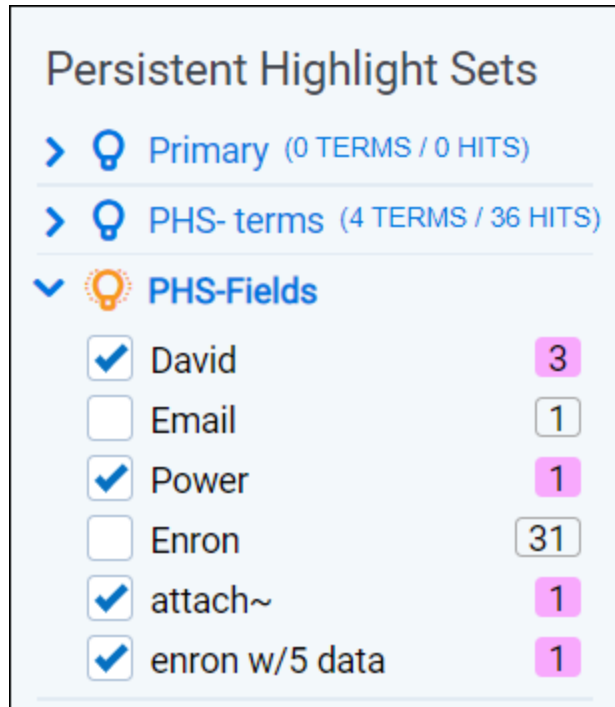 Persistent Highlight Sets
Primary (0 TERMS / 0 HITS)
PHS- terms (4 TERMS / 36 HITS)
PHS-Fields
David 3
Email 1
Power 1
Enron 31
attach~ 1
enron w/5 data 1